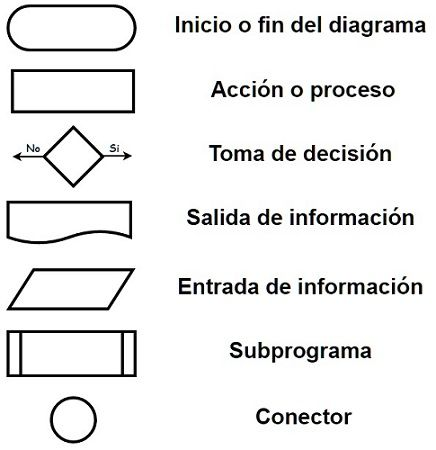 Inicio o fin del diagrama
Acción o proceso
No
Si
Toma de decisión
Salida de información
Entrada de información
Subprograma
Conector